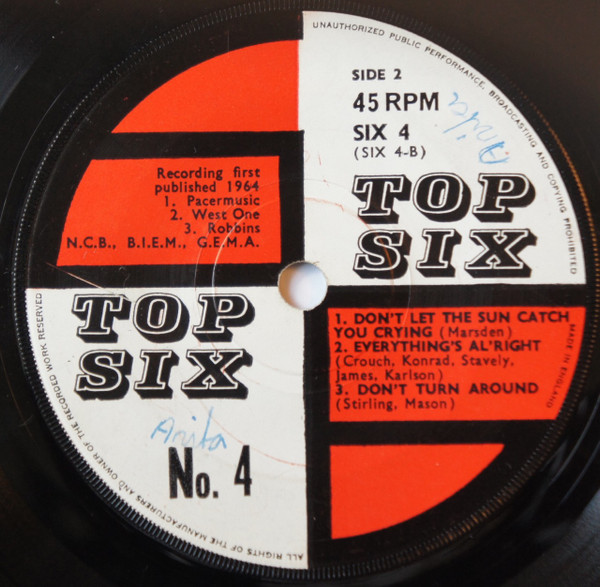 UNAUTHORIZED PUBLIC PERFORMANCE, BROADCASTING AND COPYING PROHIBITED
SIDE 2
45 RPM
SIX 4
(SIX 4-B)
Anita
TOP
SIX
Recording first
published 1964
1. Pacermusic
2. West One
3. Robbins
N.C.B., B.I.E.M., G.E.M.A.
TOP
SIX
Anita
No. 4
1. DON'T LET THE SUN CATCH
YOU CRYING (Marsden)
2. EVERYTHING'S AL'RIGHT
(Crouch, Konrad, Stavely,
James, Karlson)
3. DON'T TURN AROUND
(Stirling, Mason)
MADE IN ENGLAND
ALL RIGHTS OF THE MANUFACTURERS AND OWNER OF THE RECORDED WORK RESERVED